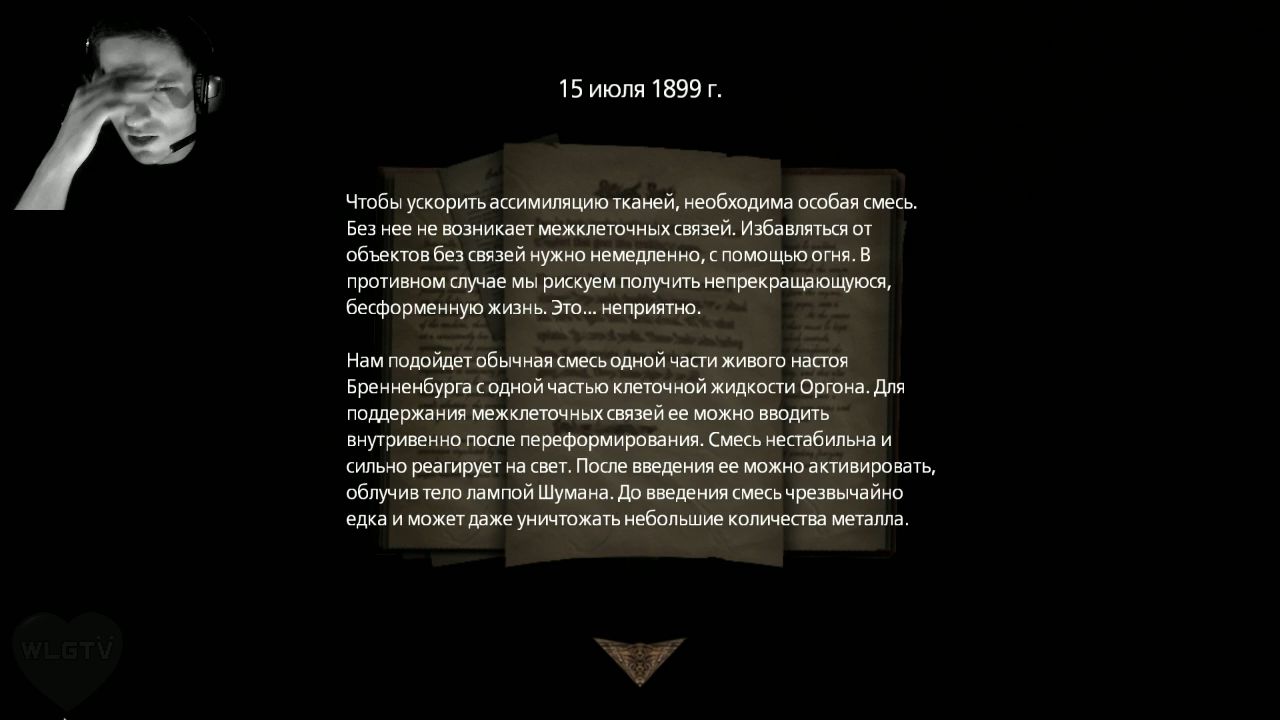 15 июля 1899 г.
Чтобы ускорить ассимиляцию тканей, необходима особая смесь.
Без нее не возникает межклеточных связей. Избавляться от
объектов без связей нужно немедленно, с помощью огня. В
противном случае мы рискуем получить непрекращающуюся,
бесформенную жизнь. Это... неприятно.
Нам подойдет обычная смесь одной части живого настоя
Бренненбурга с одной частью клеточной жидкости Оргона. Для
поддержания межклеточных связей ее можно вводить
внутривенно после переформирования. Смесь нестабильна и
сильно реагирует на свет. После введения ее можно активировать,
облучив тело лампой Шумана. До введения смесь чрезвычайно
едка и может даже уничтожать небольшие количества металла.
WLGTV